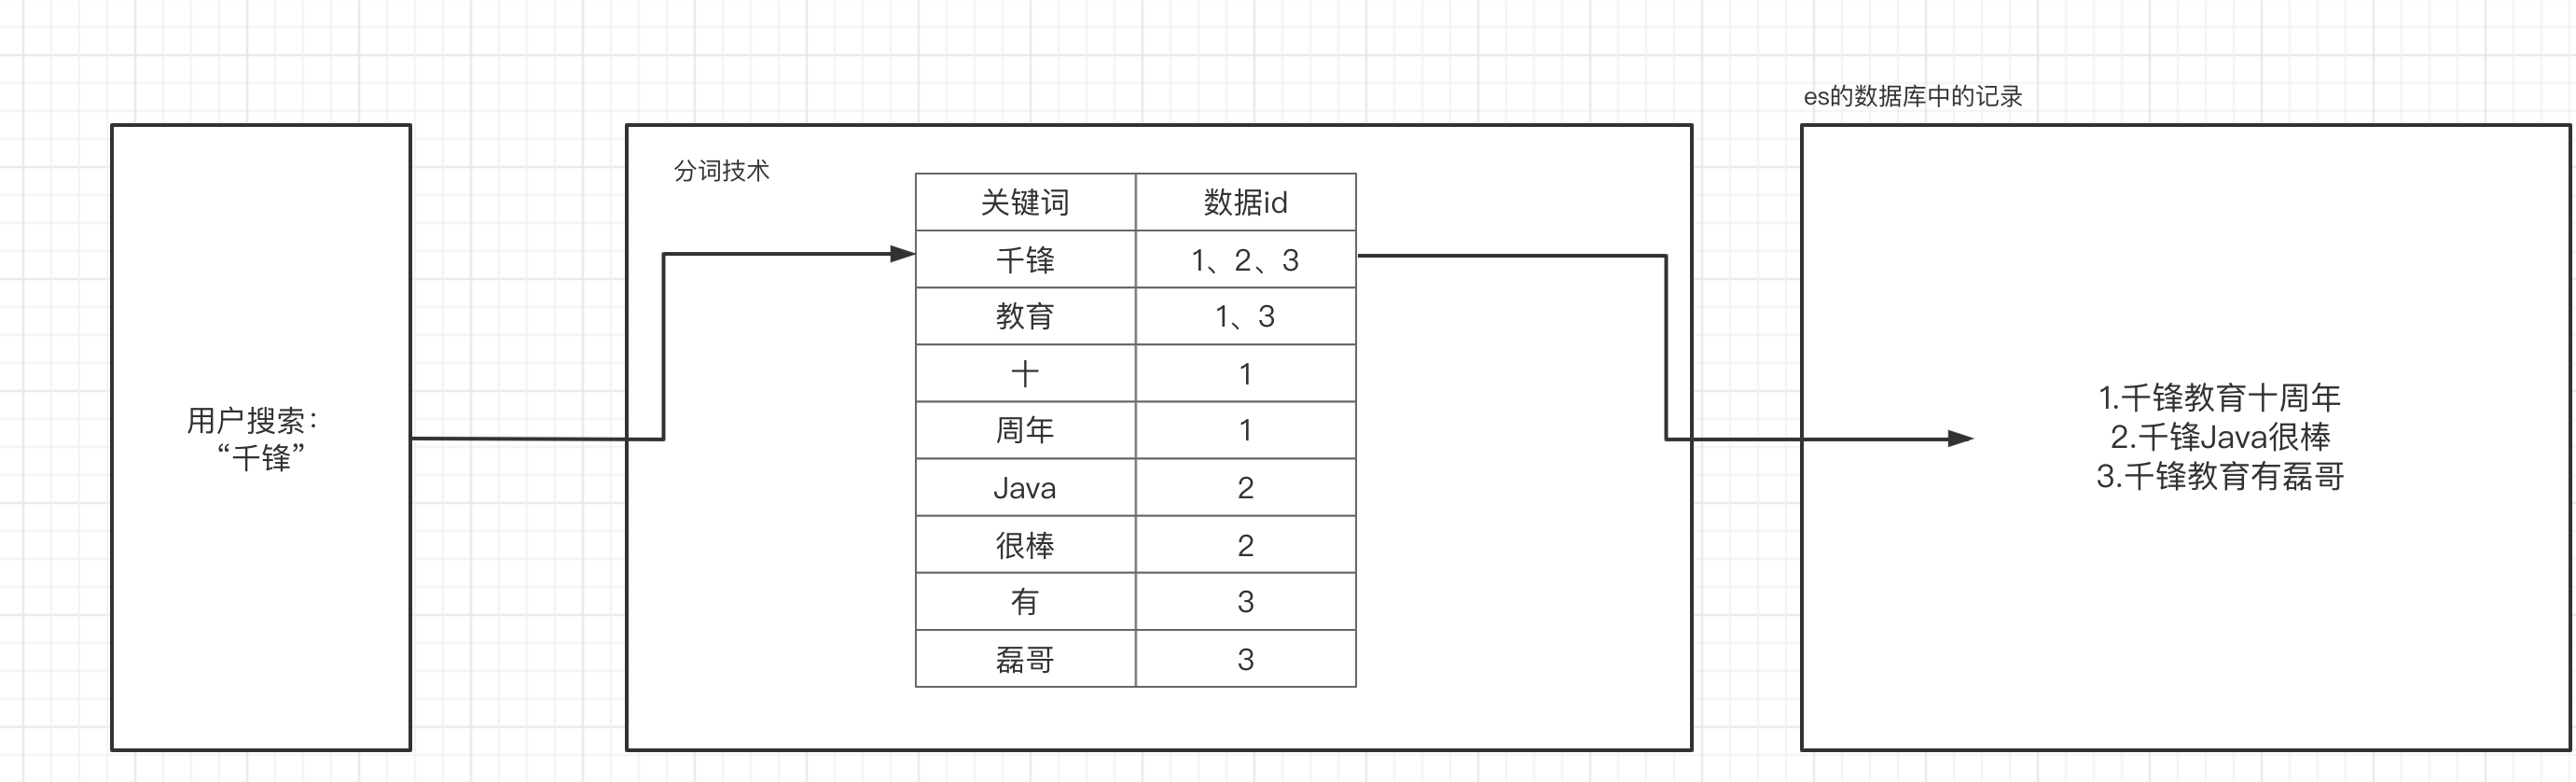 es的数据库中的记录
用户搜索：
“千锋”
分词技术
关键词 数据id
千锋 1、2、3
教育 1、3
十 1
周年 1
Java 2
很棒 2
有 3
磊哥 3
1.千锋教育十周年
2.千锋Java很棒
3.千锋教育有磊哥